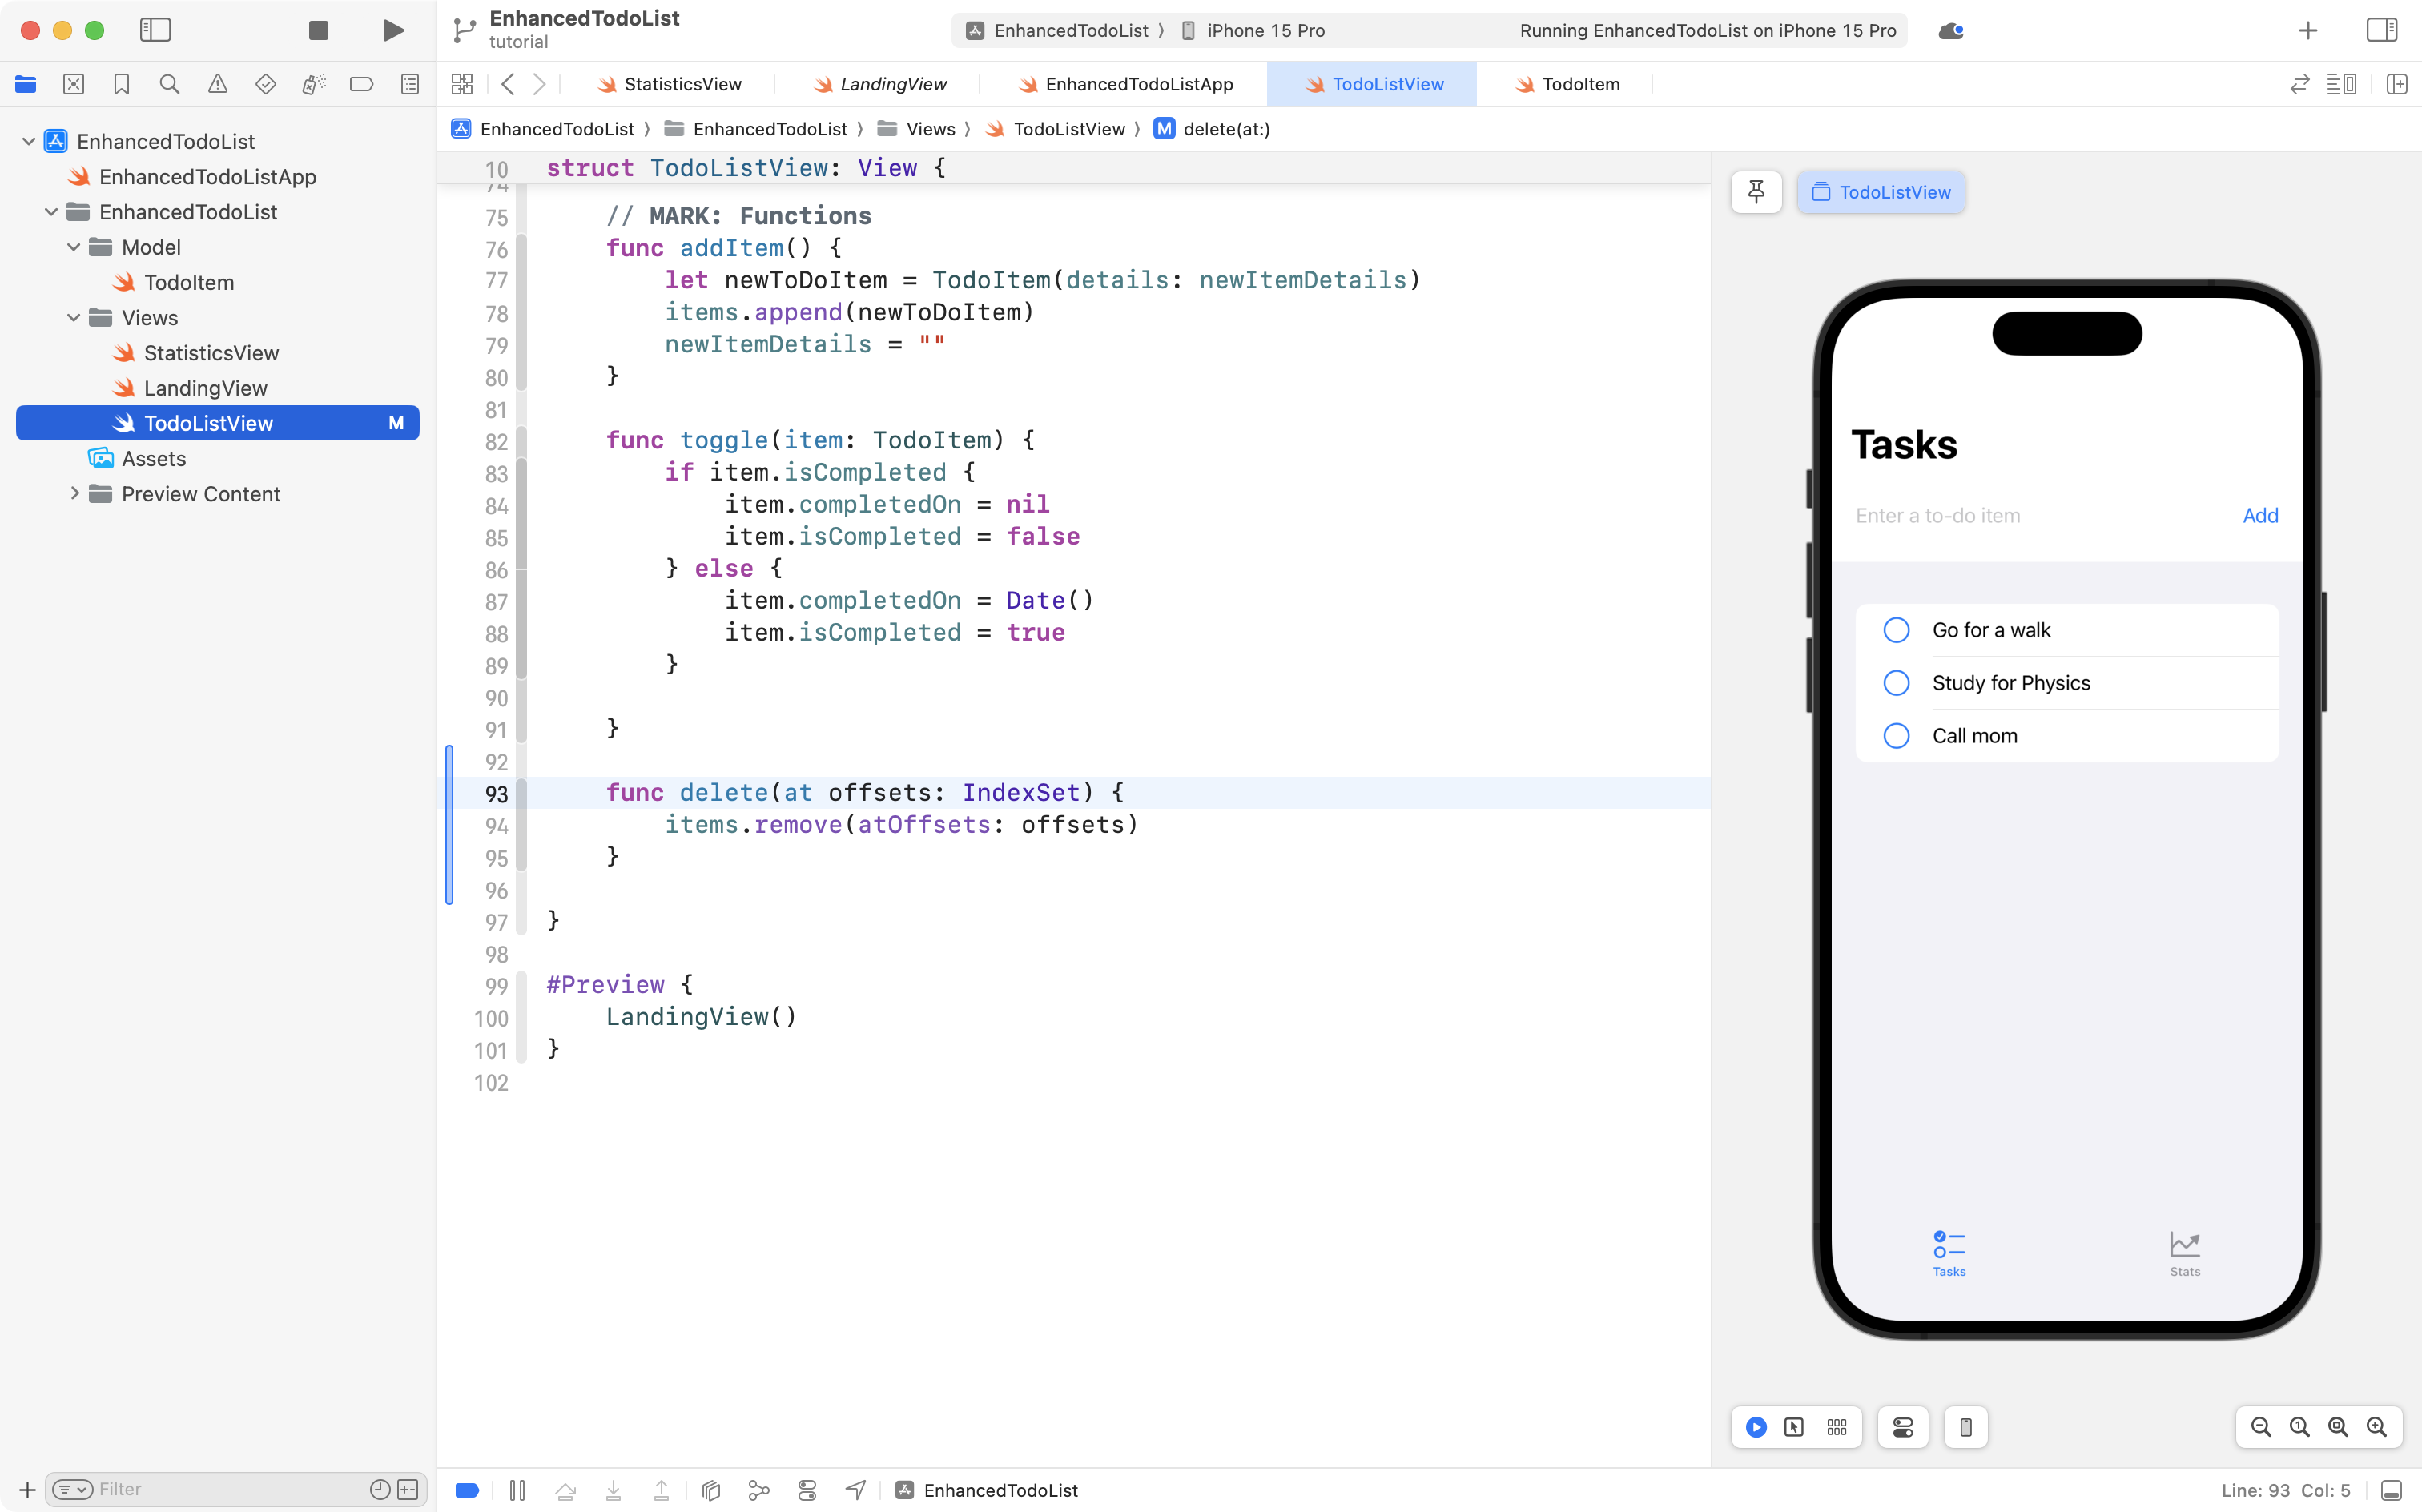 EnhancedTodoList
tutorial
EnhancedTodoList
iPhone 15 Pro
Running EnhancedTodoList on iPhone 15 Pro
StatisticsView
LandingView
EnhancedTodoListApp
TodoListView
TodoItem
EnhancedTodoList
EnhancedTodoList
Views
TodoListView
M
delete(at:)
EnhancedTodoList
EnhancedTodoListApp
EnhancedTodoList
Model
TodoItem
Views
StatisticsView
LandingView
TodoListView M
Assets
Preview Content
Filter
10 struct TodoListView: View {
74
75 // MARK: Functions
76 func addItem() {
77 let newToDoItem = TodoItem(details: newItemDetails)
78 items.append(newToDoItem)
79 newItemDetails = ""
80 }
81
82 func toggle(item: TodoItem) {
83 if item.isCompleted {
84 item.completedOn = nil
85 item.isCompleted = false
86 } else {
87 item.completedOn = Date()
88 item.isCompleted = true
89 }
90
91 }
92
93 func delete(at offsets: IndexSet) {
94 items.remove(atOffsets: offsets)
95 }
96
97 }
98
99 #Preview {
100 LandingView()
101 }
102
TodoListView
Tasks
Enter a to-do item Add
Go for a walk
Study for Physics
Call mom
Tasks
Stats
EnhancedTodoList
Line: 93 Col: 5